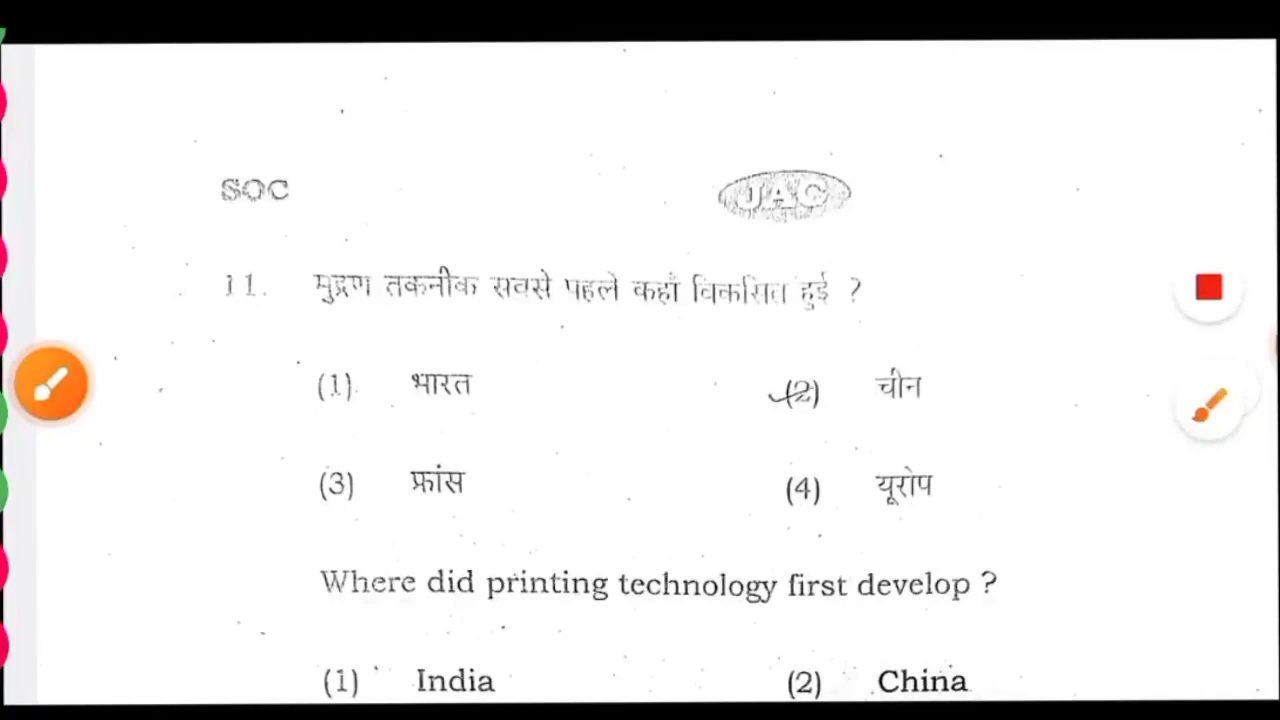 SOC
JAC
11. मुद्रण तकनीक सबसे पहले कहाँ विकसित हुई ?
(1) भारत (2) चीन
(3) फ्रांस (4) यूरोप
Where did printing technology first develop ?
(1) India (2) China